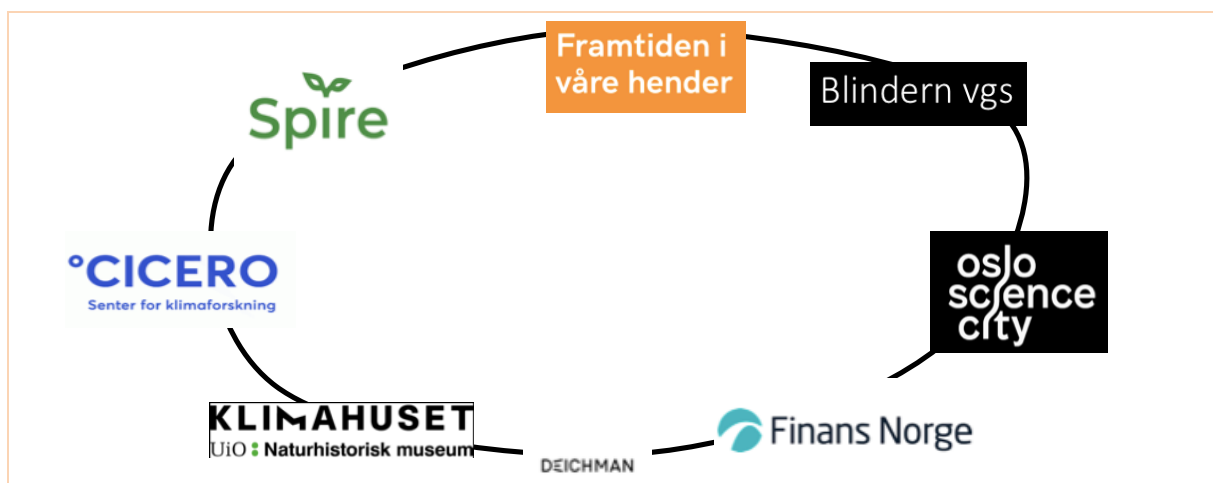 Framtiden i
våre hender
Blindern vgs
Spire
°CICERO
Senter for klimaforskning
oslo
science
city
KLIMAHUSET
UiO : Naturhistorisk museum
DEICHMAN
Finans Norge